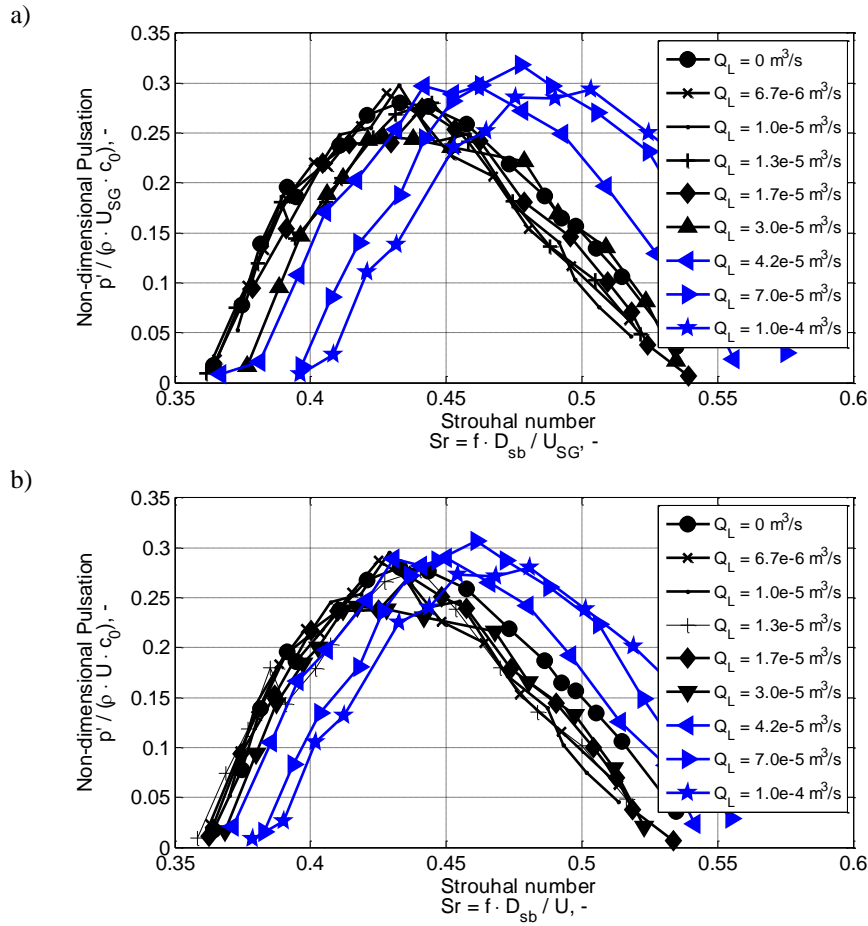 a)
0.35
0.3
0.25
0.2
0.15
0.1
0.05
0
Non-dimensional Pulsation
p' / (ρ · U_SG · c_0), -
0.35 0.4 0.45 0.5 0.55 0.6
Strouhal number
Sr = f · D_sb / U_SG, -
Q_L = 0 m³/s
Q_L = 6.7e-6 m³/s
Q_L = 1.0e-5 m³/s
Q_L = 1.3e-5 m³/s
Q_L = 1.7e-5 m³/s
Q_L = 3.0e-5 m³/s
Q_L = 4.2e-5 m³/s
Q_L = 7.0e-5 m³/s
Q_L = 1.0e-4 m³/s
b)
0.35
0.3
0.25
0.2
0.15
0.1
0.05
0
Non-dimensional Pulsation
p' / (ρ · U · c_0), -
0.35 0.4 0.45 0.5 0.55 0.6
Strouhal number
Sr = f · D_sb / U, -
Q_L = 0 m³/s
Q_L = 6.7e-6 m³/s
Q_L = 1.0e-5 m³/s
Q_L = 1.3e-5 m³/s
Q_L = 1.7e-5 m³/s
Q_L = 3.0e-5 m³/s
Q_L = 4.2e-5 m³/s
Q_L = 7.0e-5 m³/s
Q_L = 1.0e-4 m³/s